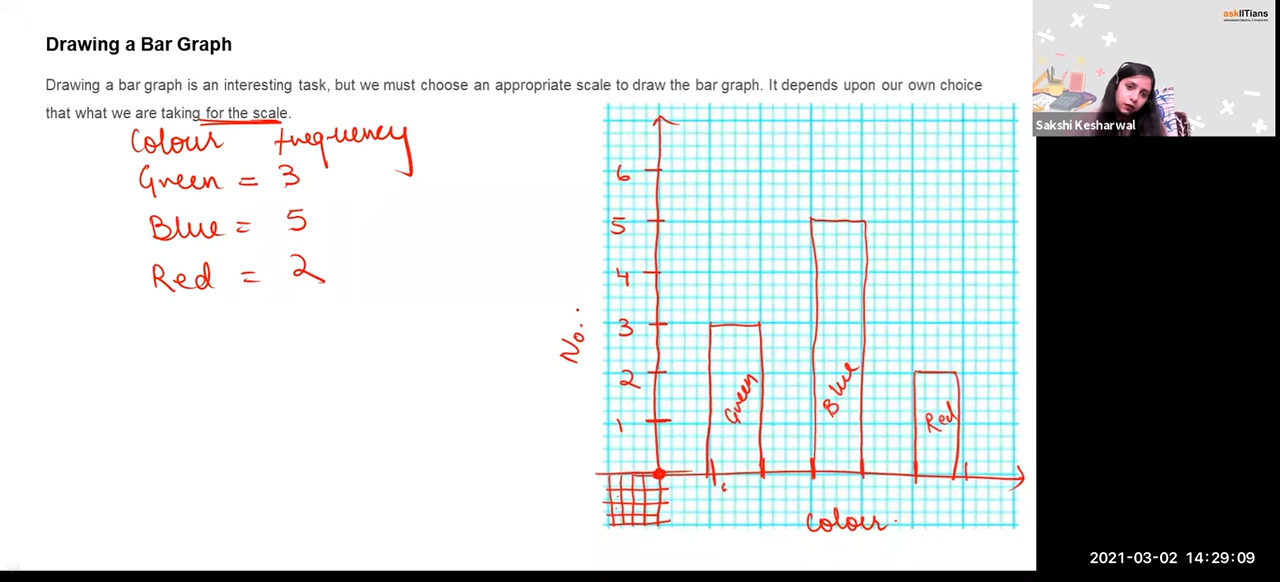 askIITians
Drawing a Bar Graph
Drawing a bar graph is an interesting task, but we must choose an appropriate scale to draw the bar graph. It depends upon our own choice
that what we are taking for the scale.
Colour frequency
Green = 3
Blue = 5
Red = 2
6
5
4
3
2
1
No.
Green
Blue
Red
Colour
Sakshi Kesharwal
2021-03-02 14:29:09